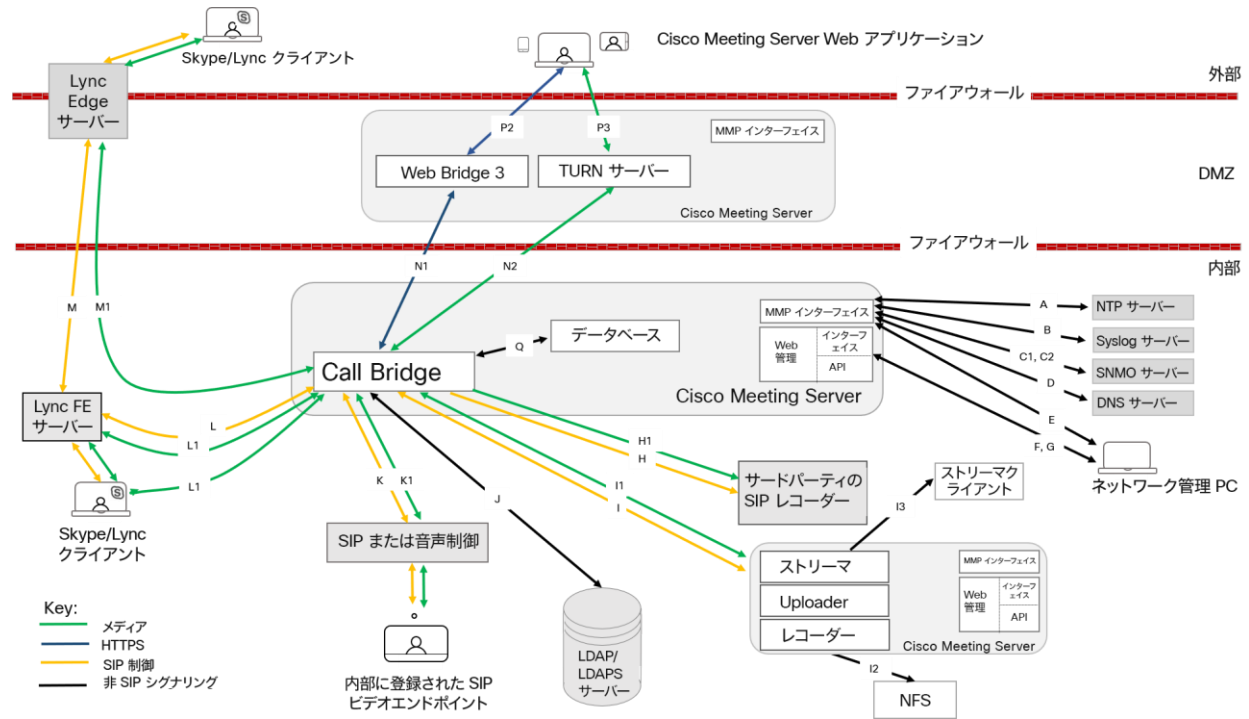 Skype/Lync クライアント
Cisco Meeting Server Web アプリケーション
外部
Lync
Edge
サーバー
ファイアウォール
P2
P3
MMP インターフェイス
Web Bridge 3
TURN サーバー
DMZ
Cisco Meeting Server
ファイアウォール
内部
N1
N2
M
M1
MMP インターフェイス
Web
管理
インターフ
ェイス
API
データベース
Q
Call Bridge
Cisco Meeting Server
A
NTP サーバー
B
Syslog サーバー
C1, C2
SNMO サーバー
D
DNS サーバー
E
F, G
ネットワーク管理 PC
Lync FE
サーバー
L
L1
L1
Skype/Lync
クライアント
K
K1
J
H1
H
I1
I
サードパーティの
SIP レコーダー
I3
ストリーマク
ライアント
SIP または音声制御
ストリーマ
Uploader
レコーダー
MMP インターフェイス
Web
管理
インターフ
ェイス
API
Cisco Meeting Server
I2
NFS
LDAP/
LDAPS
サーバー
内部に登録された SIP
ビデオエンドポイント
Key:
メディア
HTTPS
SIP 制御
非 SIP シグナリング